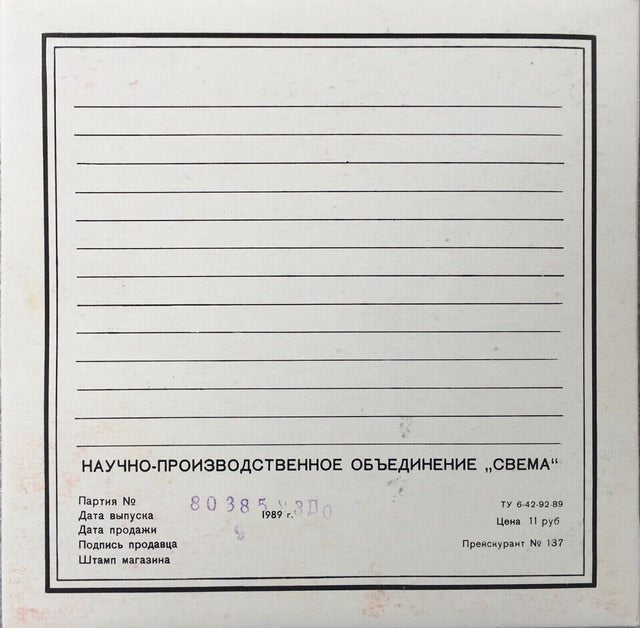 НАУЧНО-ПРОИЗВОДСТВЕННОЕ ОБЪЕДИНЕНИЕ „СВЕМА“
Партия № 80385
Дата выпуска 1989 г.
Дата продажи
Подпись продавца
Штамп магазина
ТУ 6-42-92-89
Цена 11 руб
Прейскурант № 137